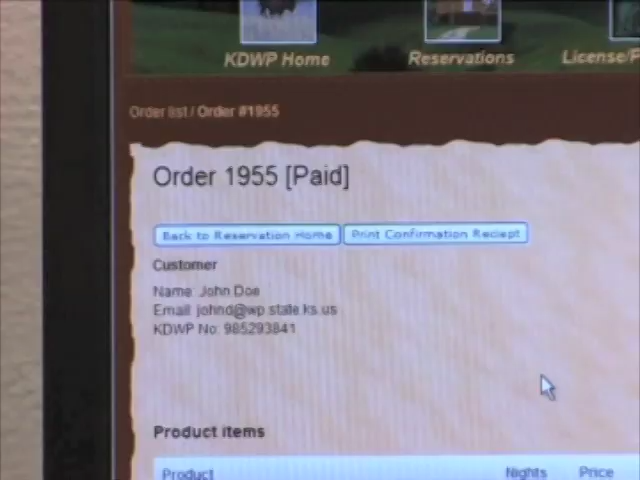 KDWP Home Reservations
Order list / Order #1955
Order 1955 [Paid]
Back to Reservation Home Print Confirmation Reciept
Customer
Name: John Doe
Email: johnd@wp.state.ks.us
KDWP No: 985293841
Product items
Product Nights Price